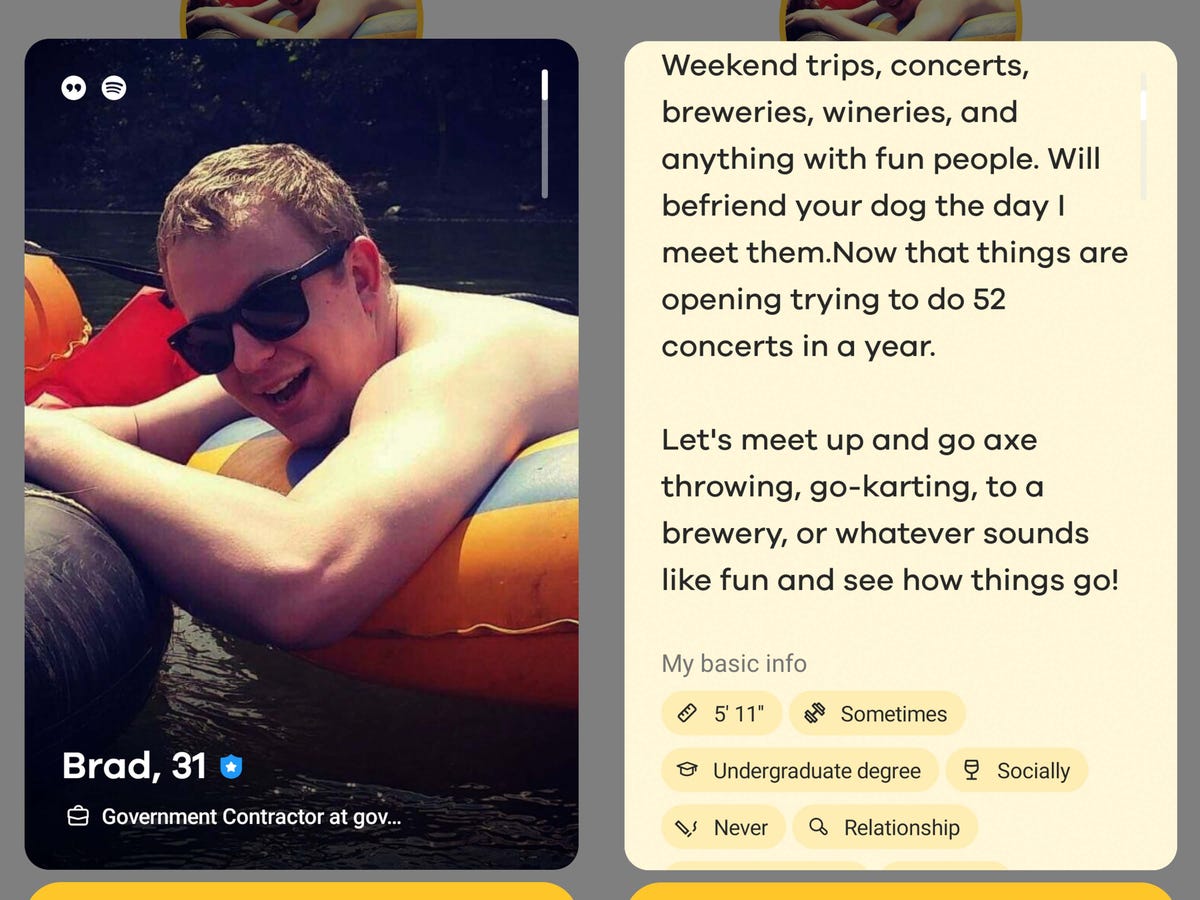 Brad, 31
Government Contractor at gov...
Weekend trips, concerts,
breweries, wineries, and
anything with fun people. Will
befriend your dog the day I
meet them.Now that things are
opening trying to do 52
concerts in a year.
Let's meet up and go axe
throwing, go-karting, to a
brewery, or whatever sounds
like fun and see how things go!
My basic info
5' 11"
Sometimes
Undergraduate degree
Socially
Never
Relationship